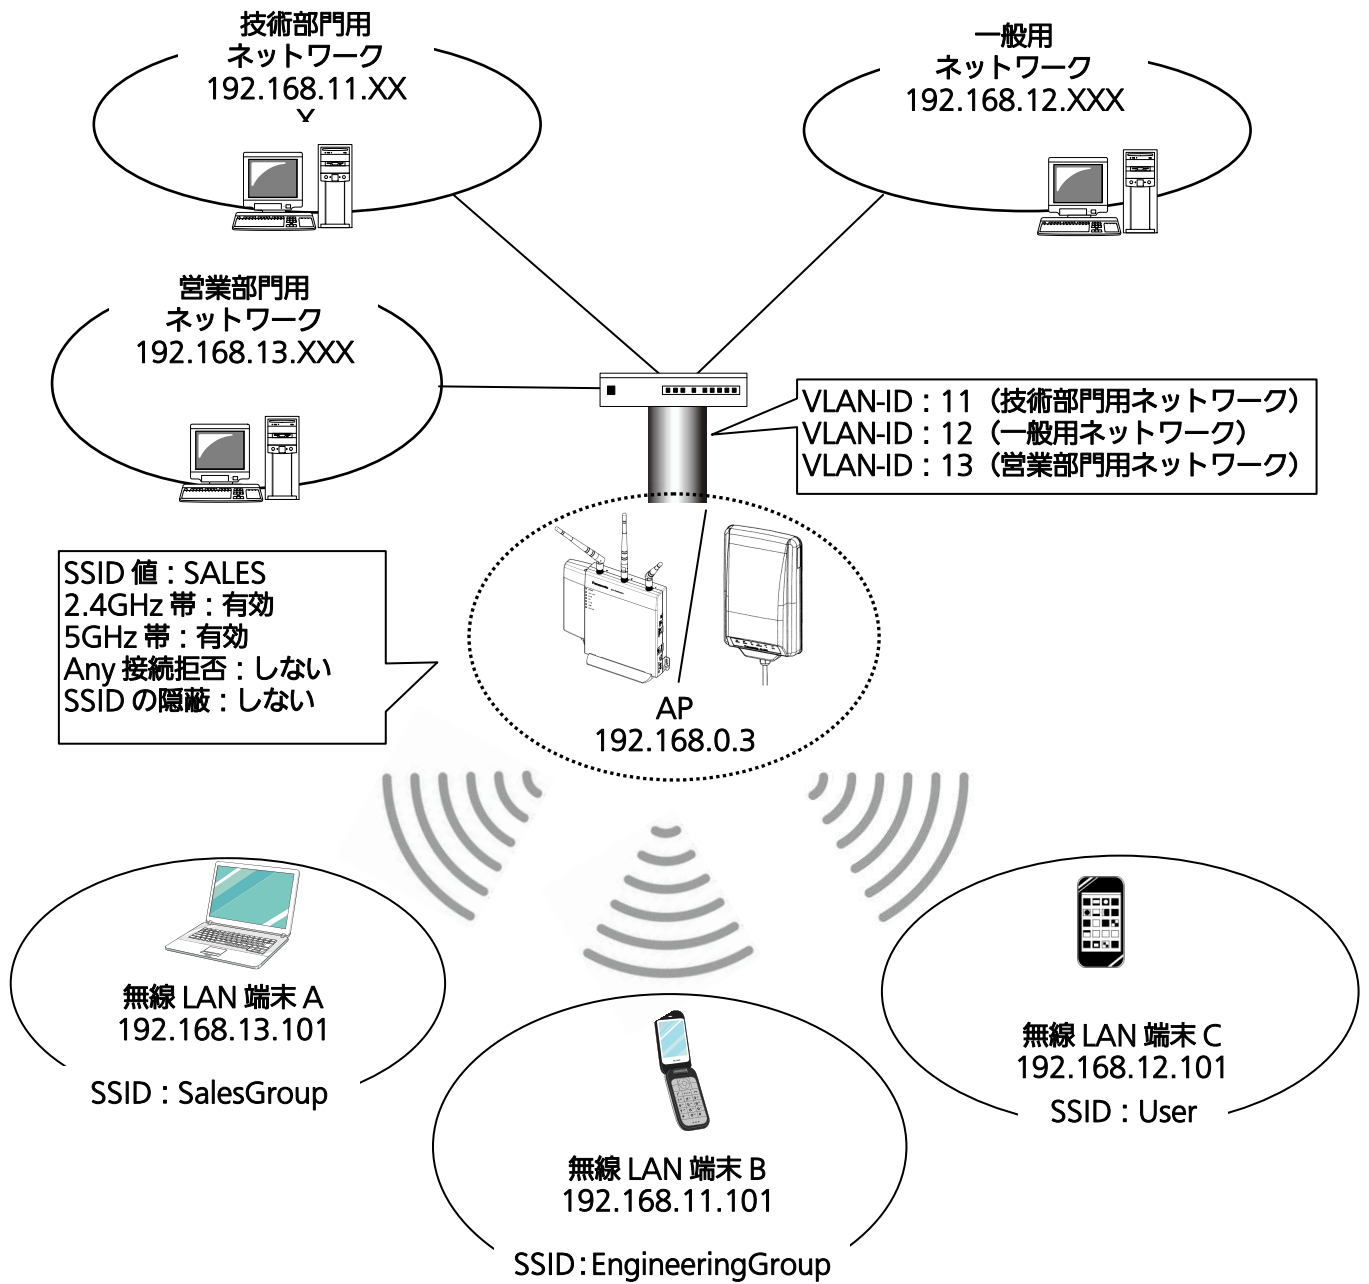 技術部門用
ネットワーク
192.168.11.XX
X
一般用
ネットワーク
192.168.12.XXX
営業部門用
ネットワーク
192.168.13.XXX
VLAN-ID：11（技術部門用ネットワーク）
VLAN-ID：12（一般用ネットワーク）
VLAN-ID：13（営業部門用ネットワーク）
SSID 値：SALES
2.4GHz 帯：有効
5GHz 帯：有効
Any 接続拒否：しない
SSID の隠蔽：しない
Panasonic
AP
192.168.0.3
無線 LAN 端末 A
192.168.13.101
SSID：SalesGroup
無線 LAN 端末 B
192.168.11.101
SSID：EngineeringGroup
無線 LAN 端末 C
192.168.12.101
SSID：User